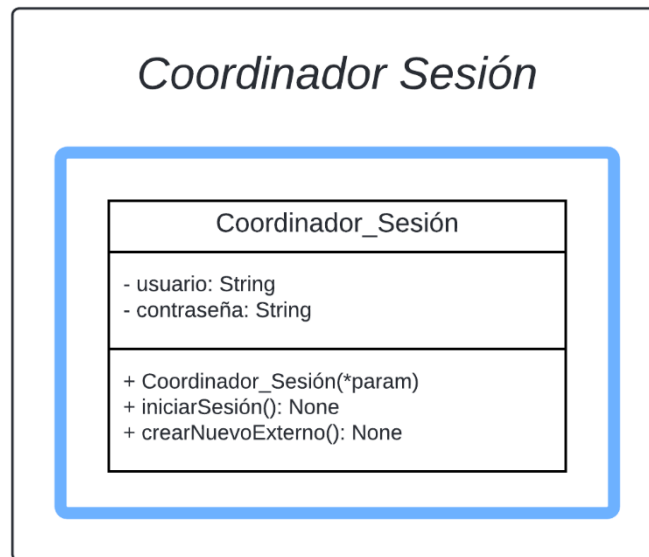 Coordinador Sesión
Coordinador_Sesión
- usuario: String
- contraseña: String
+ Coordinador_Sesión(*param)
+ iniciarSesión(): None
+ crearNuevoExterno(): None